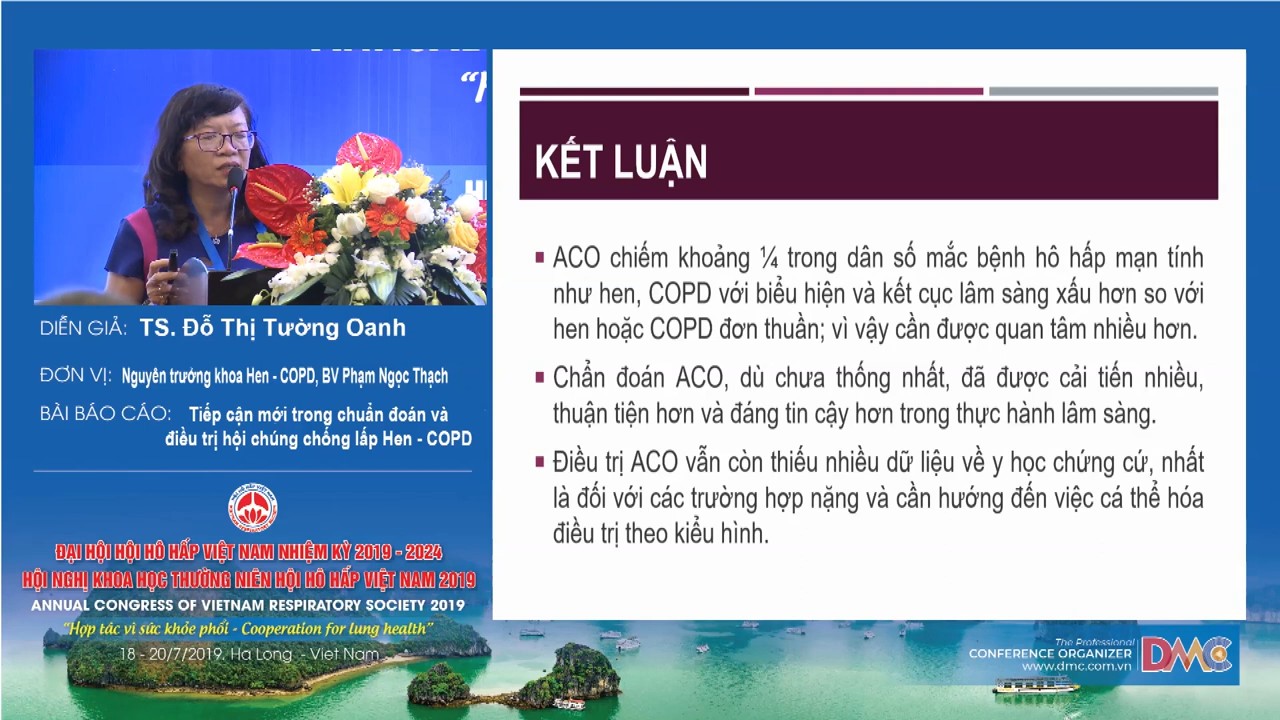 DIỄN GIẢ: TS. Đỗ Thị Tường Oanh
ĐƠN VỊ: Nguyên trưởng khoa Hen - COPD, BV Phạm Ngọc Thạch
BÀI BÁO CÁO: Tiếp cận mới trong chuẩn đoán và
điều trị hội chứng chồng lấp Hen - COPD
ĐẠI HỘI HỘI HÔ HẤP VIỆT NAM NHIỆM KỲ 2019 - 2024
HỘI NGHỊ KHOA HỌC THƯỜNG NIÊN HỘI HÔ HẤP VIỆT NAM 2019
ANNUAL CONGRESS OF VIETNAM RESPIRATORY SOCIETY 2019
"Hợp tác vì sức khỏe phổi - Cooperation for lung health"
18 - 20/7/2019. Ha Long - Viet Nam
KẾT LUẬN
▪ ACO chiếm khoảng ¼ trong dân số mắc bệnh hô hấp mạn tính
như hen, COPD với biểu hiện và kết cục lâm sàng xấu hơn so với
hen hoặc COPD đơn thuần; vì vậy cần được quan tâm nhiều hơn.
▪ Chẩn đoán ACO, dù chưa thống nhất, đã được cải tiến nhiều,
thuận tiện hơn và đáng tin cậy hơn trong thực hành lâm sàng.
▪ Điều trị ACO vẫn còn thiếu nhiều dữ liệu về y học chứng cứ, nhất
là đối với các trường hợp nặng và cần hướng đến việc cá thể hóa
điều trị theo kiểu hình.
The Professional
CONFERENCE ORGANIZER
www.dmc.com.vn
DMC